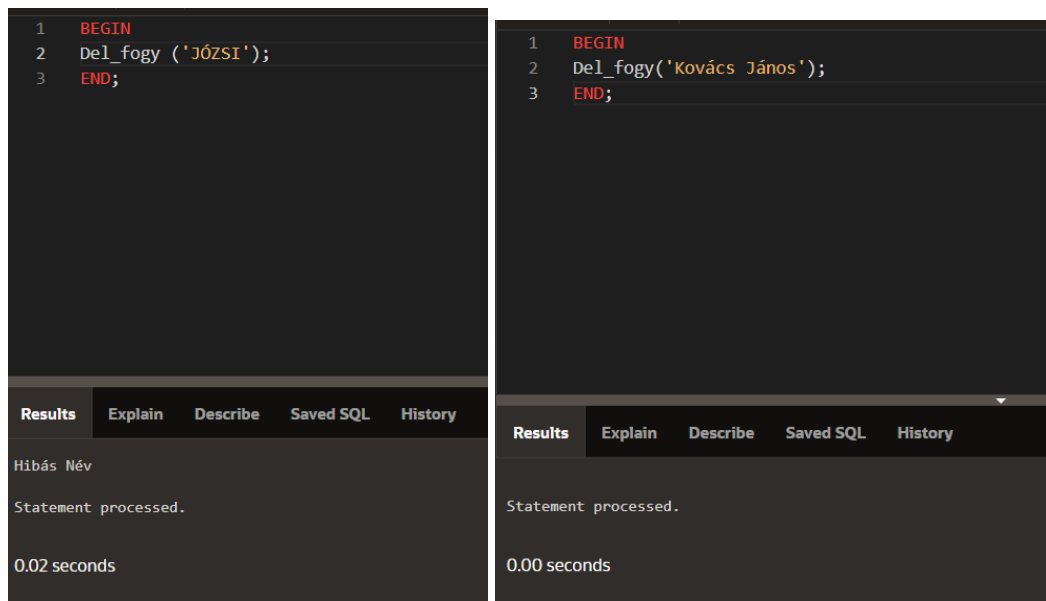 1 BEGIN
2 Del_fogy ('JÓZSI');
3 END;
Results Explain Describe Saved SQL History
Hibás Név
Statement processed.
0.02 seconds
1 BEGIN
2 Del_fogy('Kovács János');
3 END;
Results Explain Describe Saved SQL History
Statement processed.
0.00 seconds